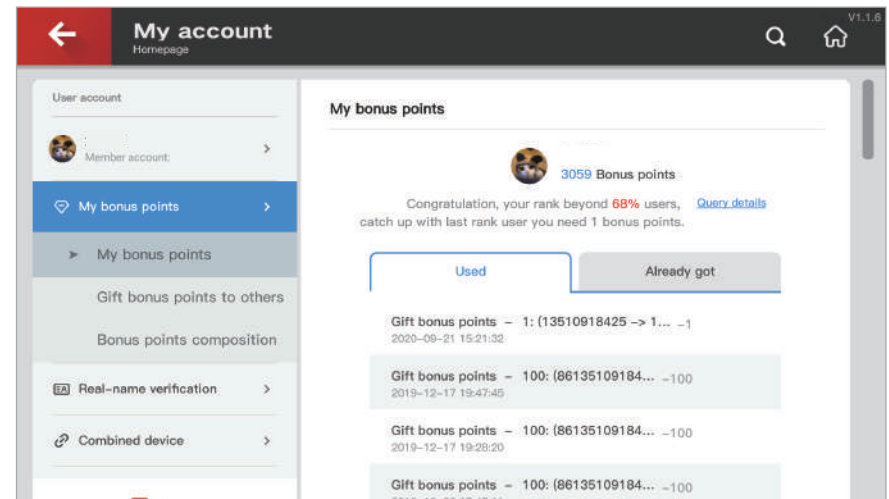 My account
Homepage
V1.1.6
User account
Member account:
My bonus points
My bonus points
Gift bonus points to others
Bonus points composition
Real-name verification
Combined device
My bonus points
3059 Bonus points
Congratulation, your rank beyond 68% users, Query details
catch up with last rank user you need 1 bonus points.
Used
Already got
Gift bonus points - 1: (13510918425 -> 1... -1
2020-09-21 15:21:32
Gift bonus points - 100: (86135109184... -100
2019-12-17 19:47:45
Gift bonus points - 100: (86135109184... -100
2019-12-17 19:28:20
Gift bonus points - 100: (86135109184... -100